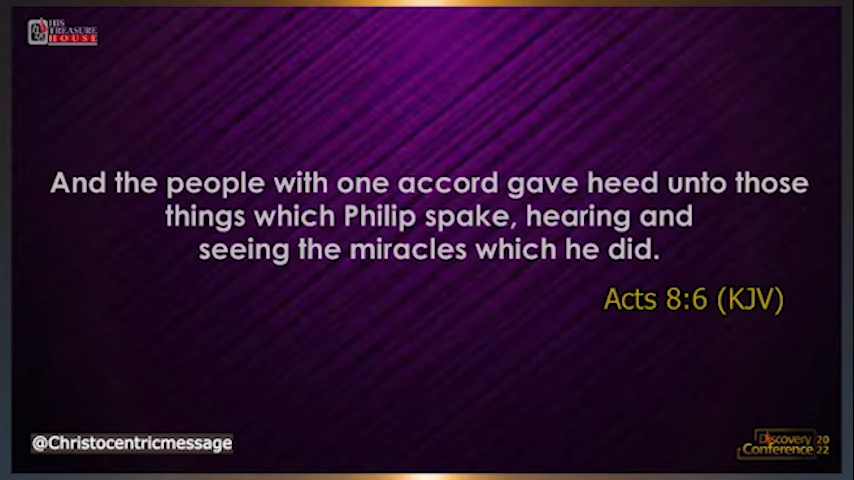 HIS
TREASURE
HOUSE
And the people with one accord gave heed unto those
things which Philip spake, hearing and
seeing the miracles which he did.
Acts 8:6 (KJV)
@Christocentricmessage
Discovery 20
Conference 22